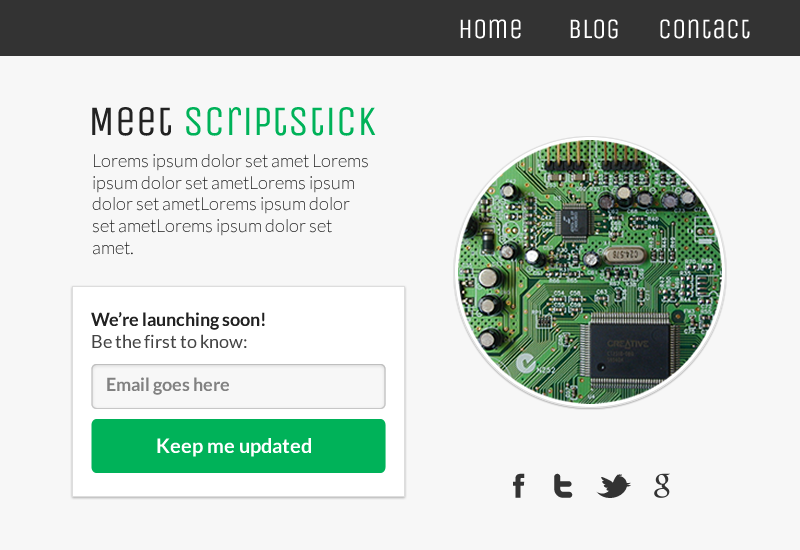 Home BLOG Contact
Meet Scriptstick
Lorems ipsum dolor set amet Lorems
ipsum dolor set ametLorems ipsum
dolor set ametLorems ipsum dolor
set ametLorems ipsum dolor set
amet.
We're launching soon!
Be the first to know:
Email goes here
Keep me updated
CREATIVE
N252